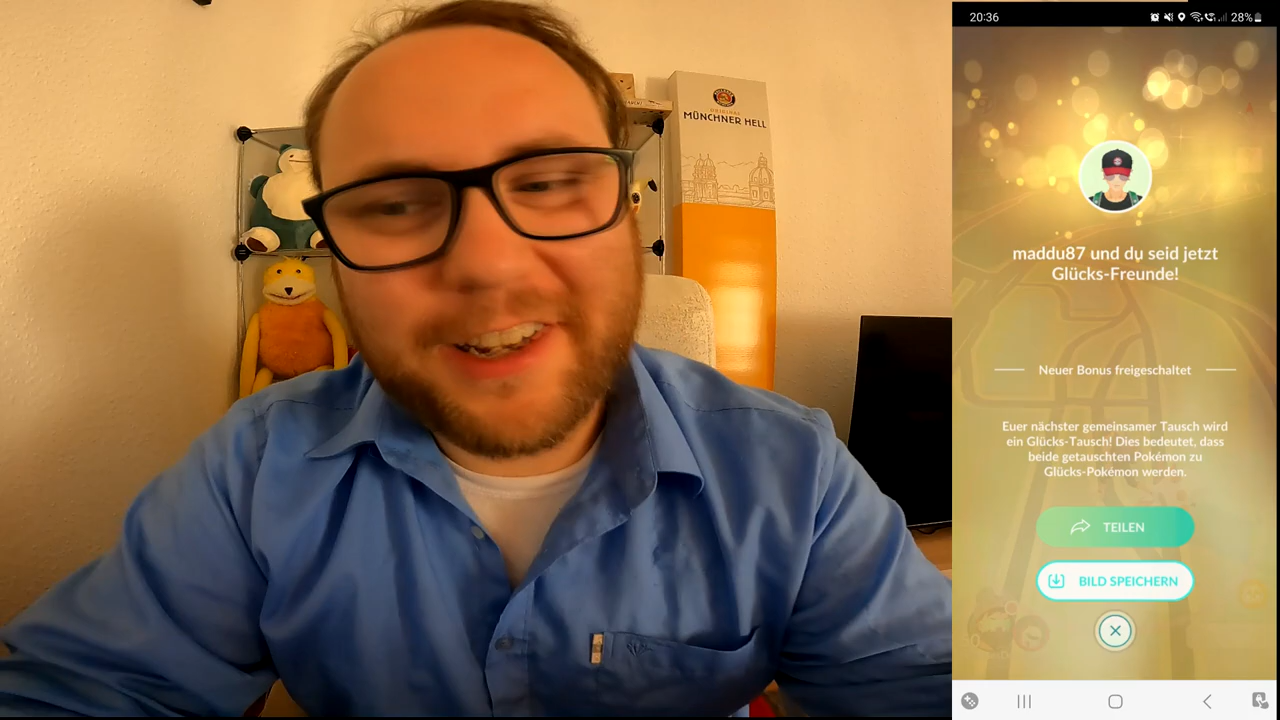 MÜNCHNER HELL
20:36
28%
maddu87 und du seid jetzt
Glücks-Freunde!
Neuer Bonus freigeschaltet
Euer nächster gemeinsamer Tausch wird
ein Glücks-Tausch! Dies bedeutet, dass
beide getauschten Pokémon zu
Glücks-Pokémon werden.
TEILEN
BILD SPEICHERN